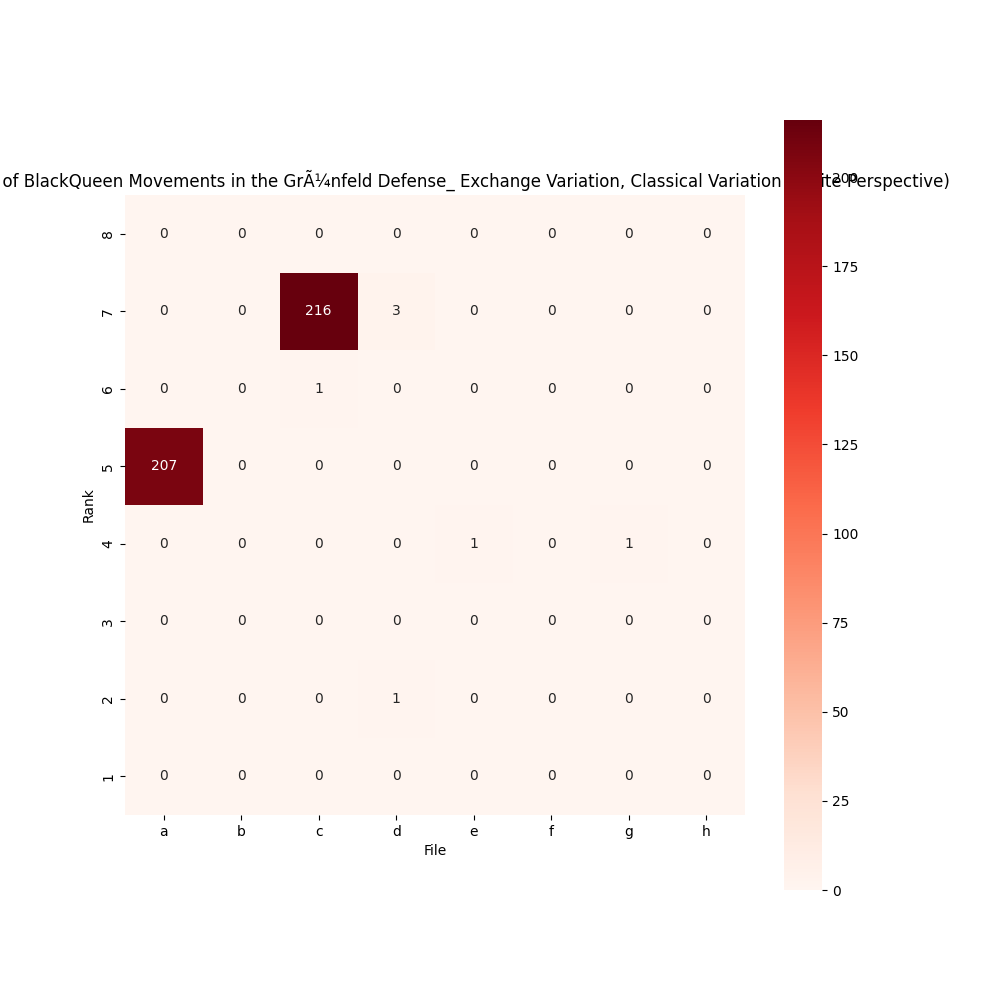 of BlackQueen Movements in the GrÃ¼nfeld Defense_ Exchange Variation, Classical Variation Perspective)
200
8 0 0 0 0 0 0 0 0
175
7 0 0 216 3 0 0 0 0
150
6 0 0 1 0 0 0 0 0
125
5 207 0 0 0 0 0 0 0
Rank
100
4 0 0 0 0 1 0 1 0
75
3 0 0 0 0 0 0 0 0
50
2 0 0 0 1 0 0 0 0
25
1 0 0 0 0 0 0 0 0
a b c d e f g h
File
0